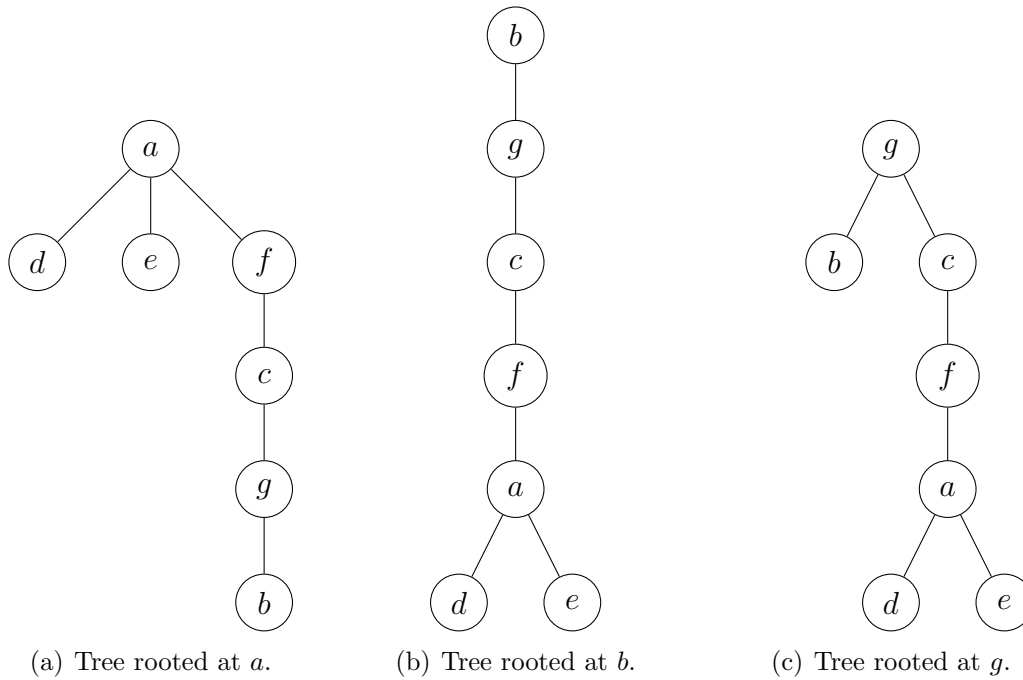 b
a
g
g
d
e
f
c
b
c
c
f
f
g
a
a
b
d
e
d
e
(a) Tree rooted at a.
(b) Tree rooted at b.
(c) Tree rooted at g.